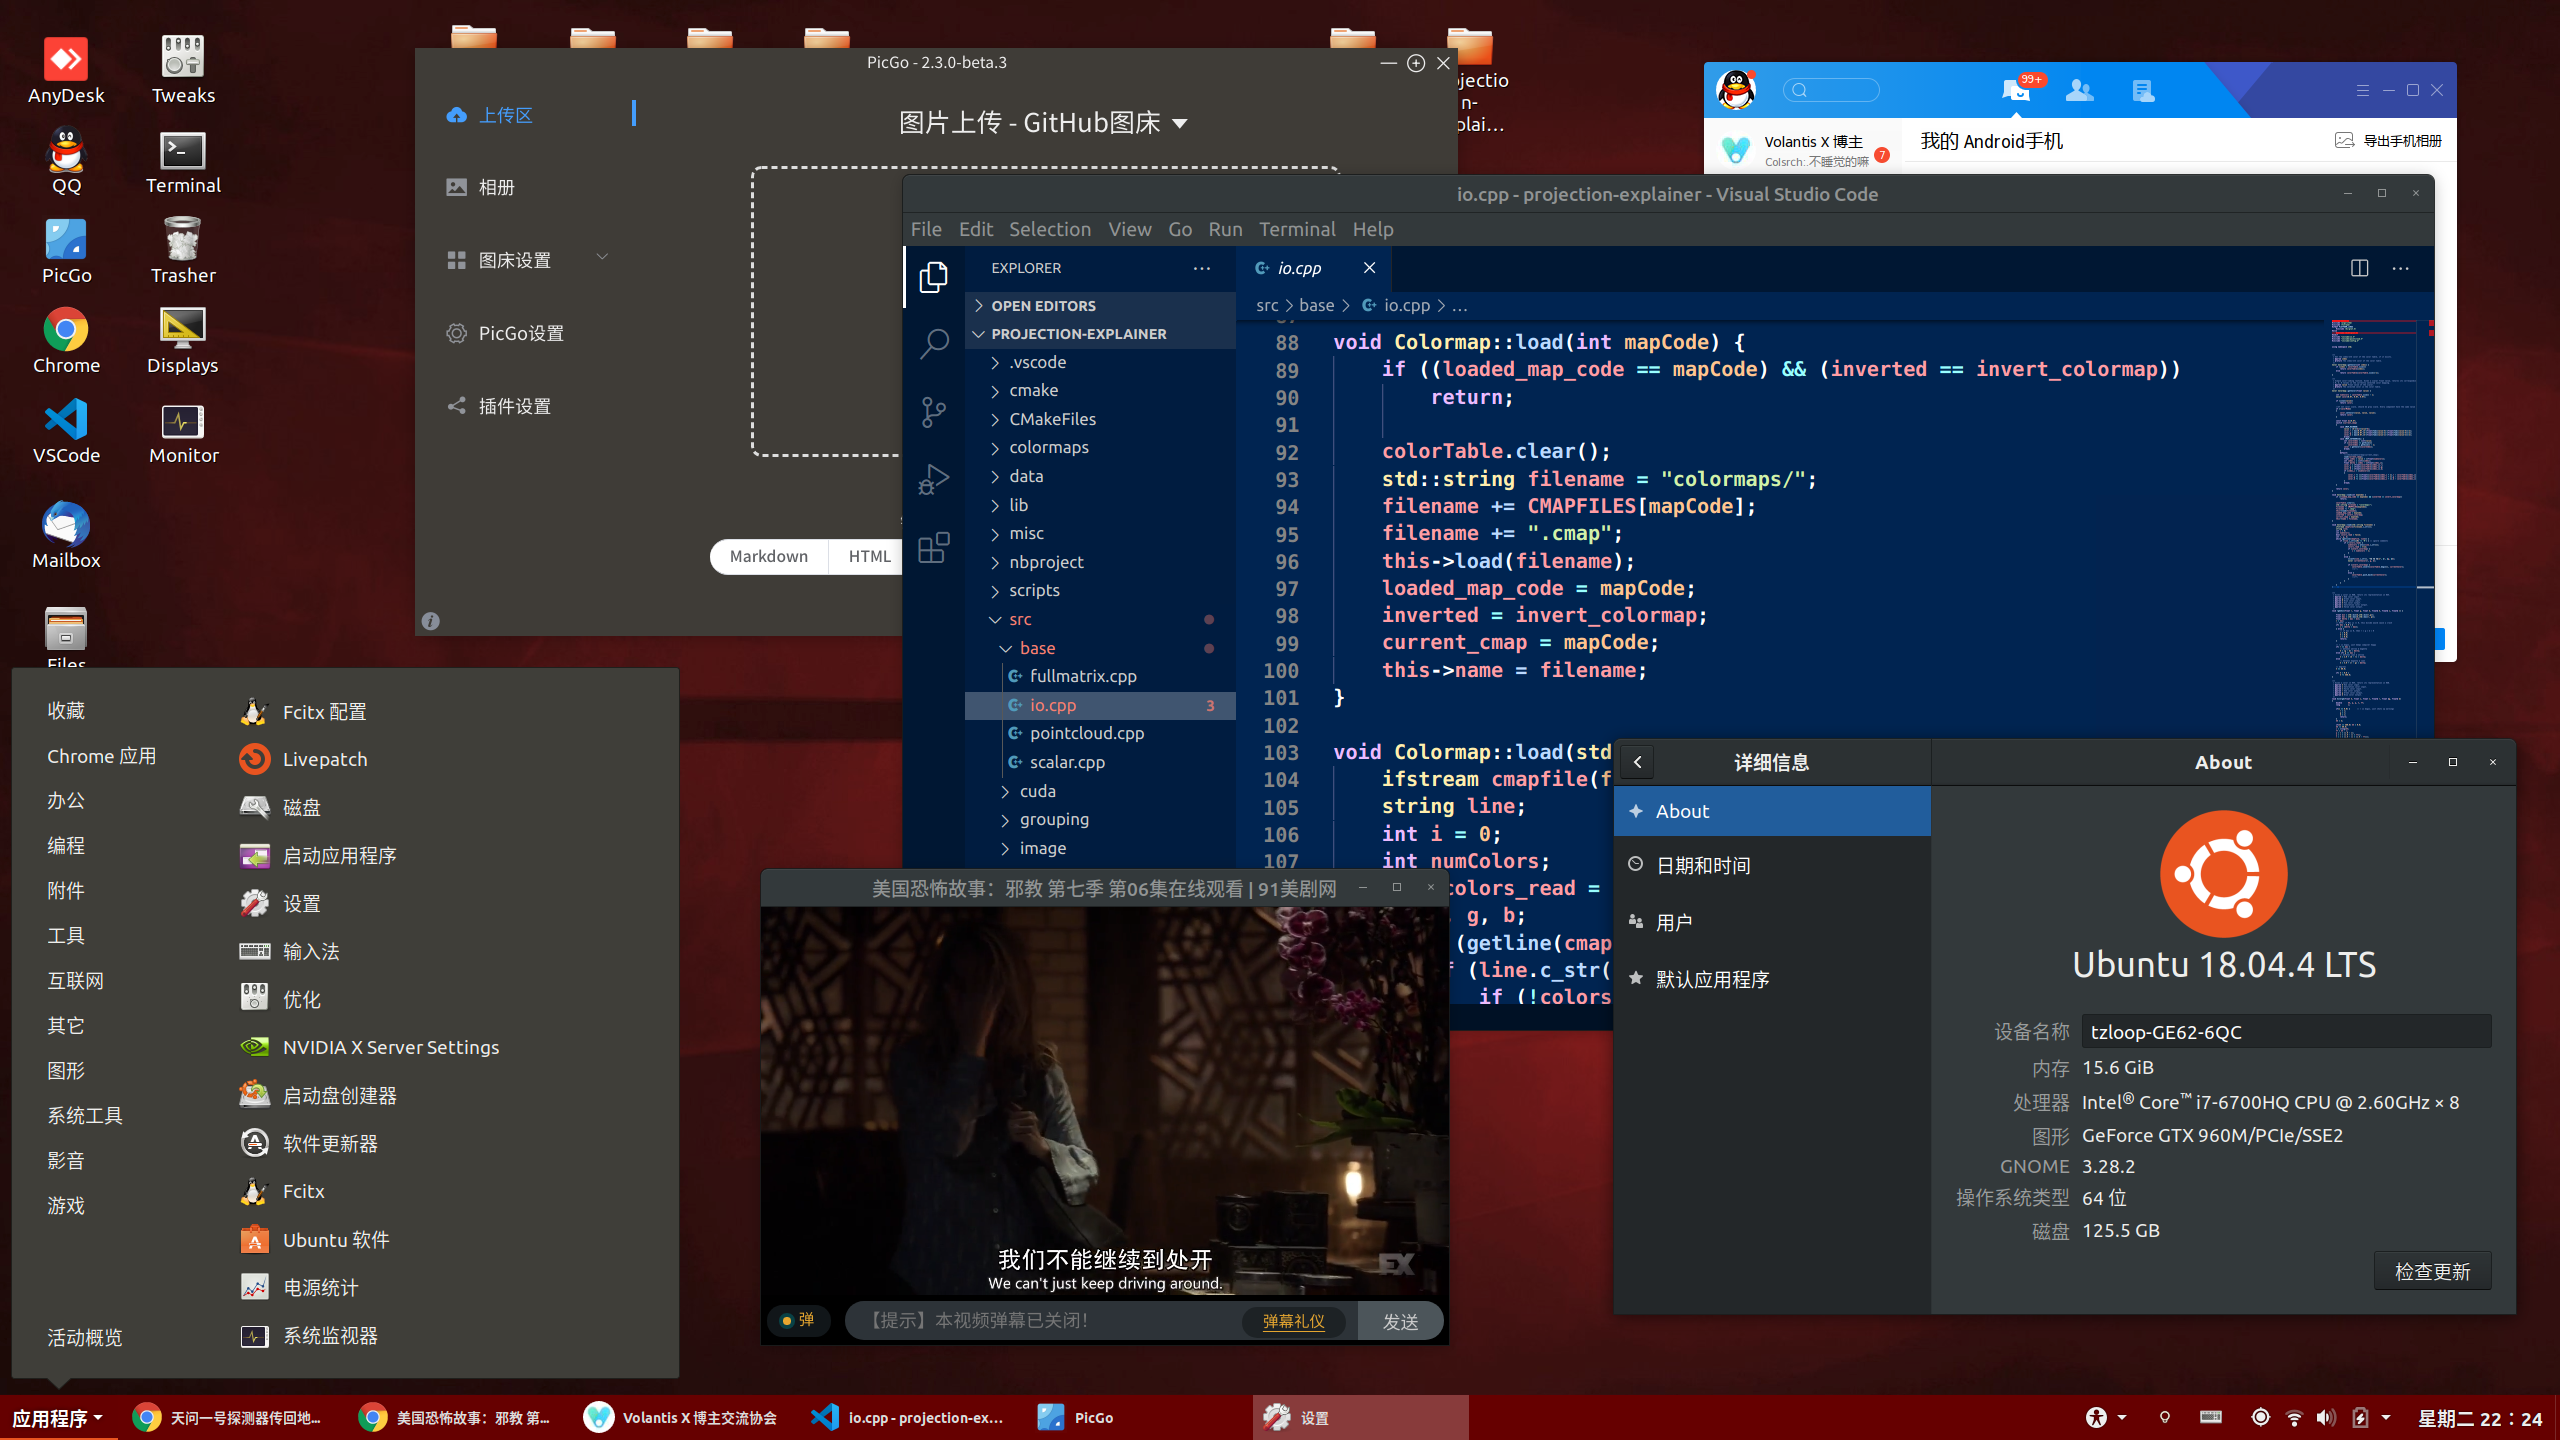 AnyDesk
Tweaks
QQ
Terminal
PicGo
Trasher
Chrome
Displays
VSCode
Monitor
Mailbox
Files
PicGo - 2.3.0-beta.3
上传区
相册
图床设置
PicGo设置
插件设置
图片上传 - GitHub图床
Markdown
HTML
99+
Volantis X 博主
Colsrch:.不睡觉的嘛
7
我的 Android手机
导出手机相册
io.cpp - projection-explainer - Visual Studio Code
File Edit Selection View Go Run Terminal Help
EXPLORER
OPEN EDITORS
PROJECTION-EXPLAINER
.vscode
cmake
CMakeFiles
colormaps
data
lib
misc
nbproject
scripts
src
base
fullmatrix.cpp
io.cpp 3
pointcloud.cpp
scalar.cpp
cuda
grouping
image
io.cpp
src > base > io.cpp > ...
88 void Colormap::load(int mapCode) {
89 if ((loaded_map_code == mapCode) && (inverted == invert_colormap))
90 return;
91
92 colorTable.clear();
93 std::string filename = "colormaps/";
94 filename += CMAPFILES[mapCode];
95 filename += ".cmap";
96 this->load(filename);
97 loaded_map_code = mapCode;
98 inverted = invert_colormap;
99 current_cmap = mapCode;
100 this->name = filename;
101 }
102
103 void Colormap::load(std
104 ifstream cmapfile(f
105 string line;
106 int i = 0;
107 int numColors;
colors_read =
g, b;
(getline(cmap
(line.c_str(
if (!colors
收藏
Chrome 应用
办公
编程
附件
工具
互联网
其它
图形
系统工具
影音
游戏
活动概览
Fcitx 配置
Livepatch
磁盘
启动应用程序
设置
输入法
优化
NVIDIA X Server Settings
启动盘创建器
软件更新器
Fcitx
Ubuntu 软件
电源统计
系统监视器
美国恐怖故事：邪教 第七季 第06集在线观看 | 91美剧网
我们不能继续到处开
We can't just keep driving around.
FX
弹
【提示】本视频弹幕已关闭！
弹幕礼仪
发送
详细信息
About
About
日期和时间
用户
默认应用程序
Ubuntu 18.04.4 LTS
设备名称 tzloop-GE62-6QC
内存 15.6 GiB
处理器 Intel® Core™ i7-6700HQ CPU @ 2.60GHz × 8
图形 GeForce GTX 960M/PCIe/SSE2
GNOME 3.28.2
操作系统类型 64 位
磁盘 125.5 GB
检查更新
应用程序
天问一号探测器传回地...
美国恐怖故事：邪教 第...
Volantis X 博主交流协会
io.cpp - projection-ex...
PicGo
设置
星期二 22：24